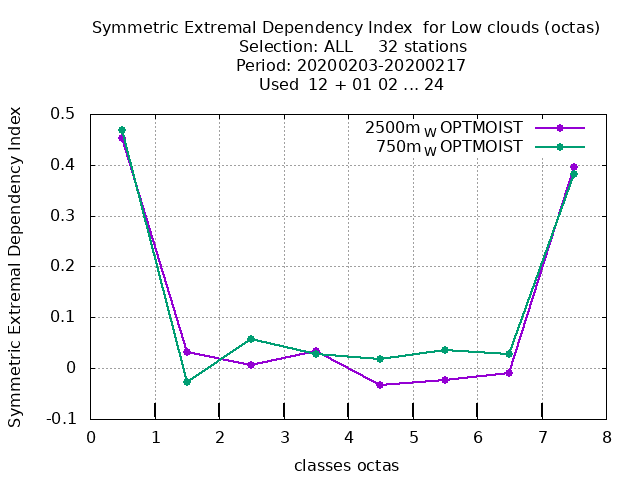 Symmetric Extremal Dependency Index  for Low clouds (octas)
Selection: ALL     32 stations
Period: 20200203-20200217
Used  12 + 01 02 ... 24
Symmetric Extremal Dependency Index
0.5
0.4
0.3
0.2
0.1
0
-0.1
2500m W OPTMOIST
750m W OPTMOIST
0 1 2 3 4 5 6 7 8
classes octas